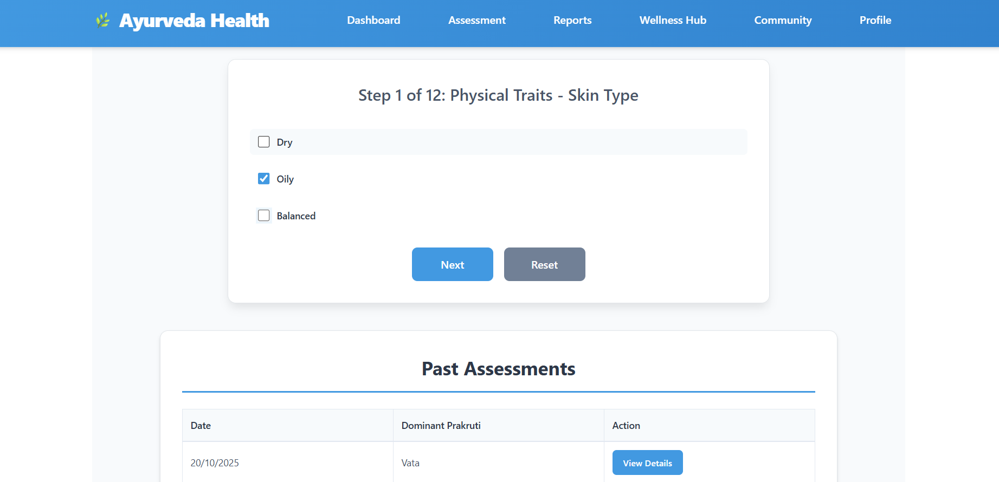 Ayurveda Health
Dashboard
Assessment
Reports
Wellness Hub
Community
Profile
Step 1 of 12: Physical Traits - Skin Type
Dry
Oily
Balanced
Next
Reset
Past Assessments
Date
Dominant Prakruti
Action
20/10/2025
Vata
View Details